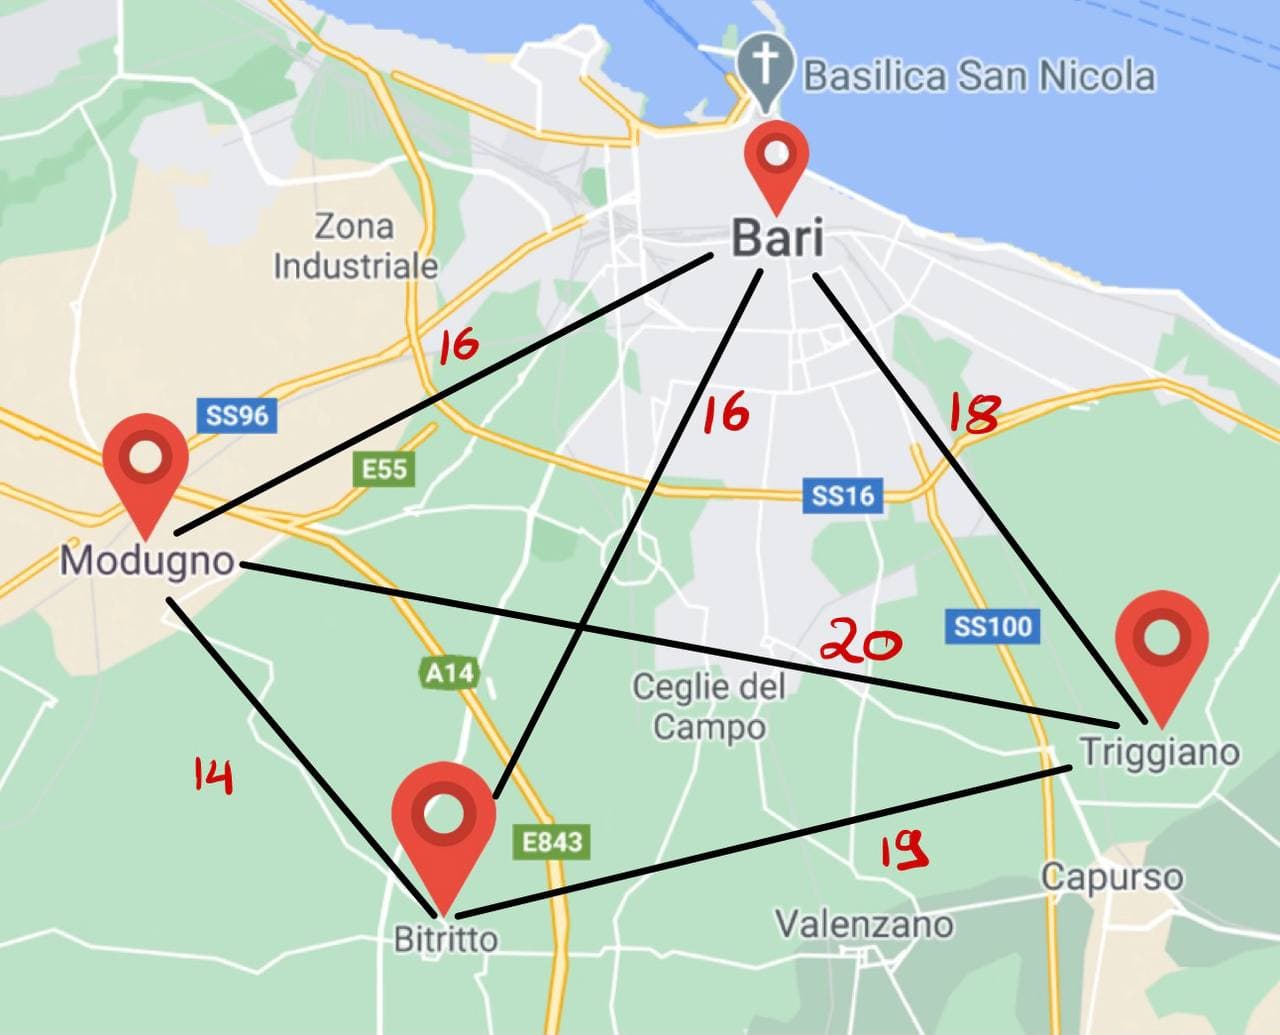 Basilica San Nicola
Bari
Zona
Industriale
16
SS96
16
18
E55
SS16
Modugno
SS100
20
A14
Ceglie del
Campo
Triggiano
14
E843
19
Capurso
Valenzano
Bitritto